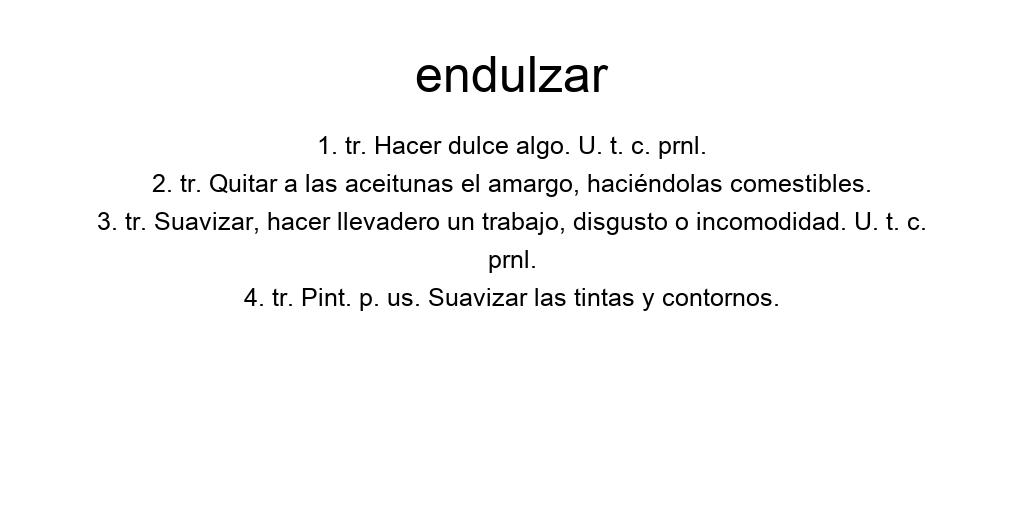 endulzar
1. tr. Hacer dulce algo. U. t. c. prnl.
2. tr. Quitar a las aceitunas el amargo, haciéndolas comestibles.
3. tr. Suavizar, hacer llevadero un trabajo, disgusto o incomodidad. U. t. c.
prnl.
4. tr. Pint. p. us. Suavizar las tintas y contornos.